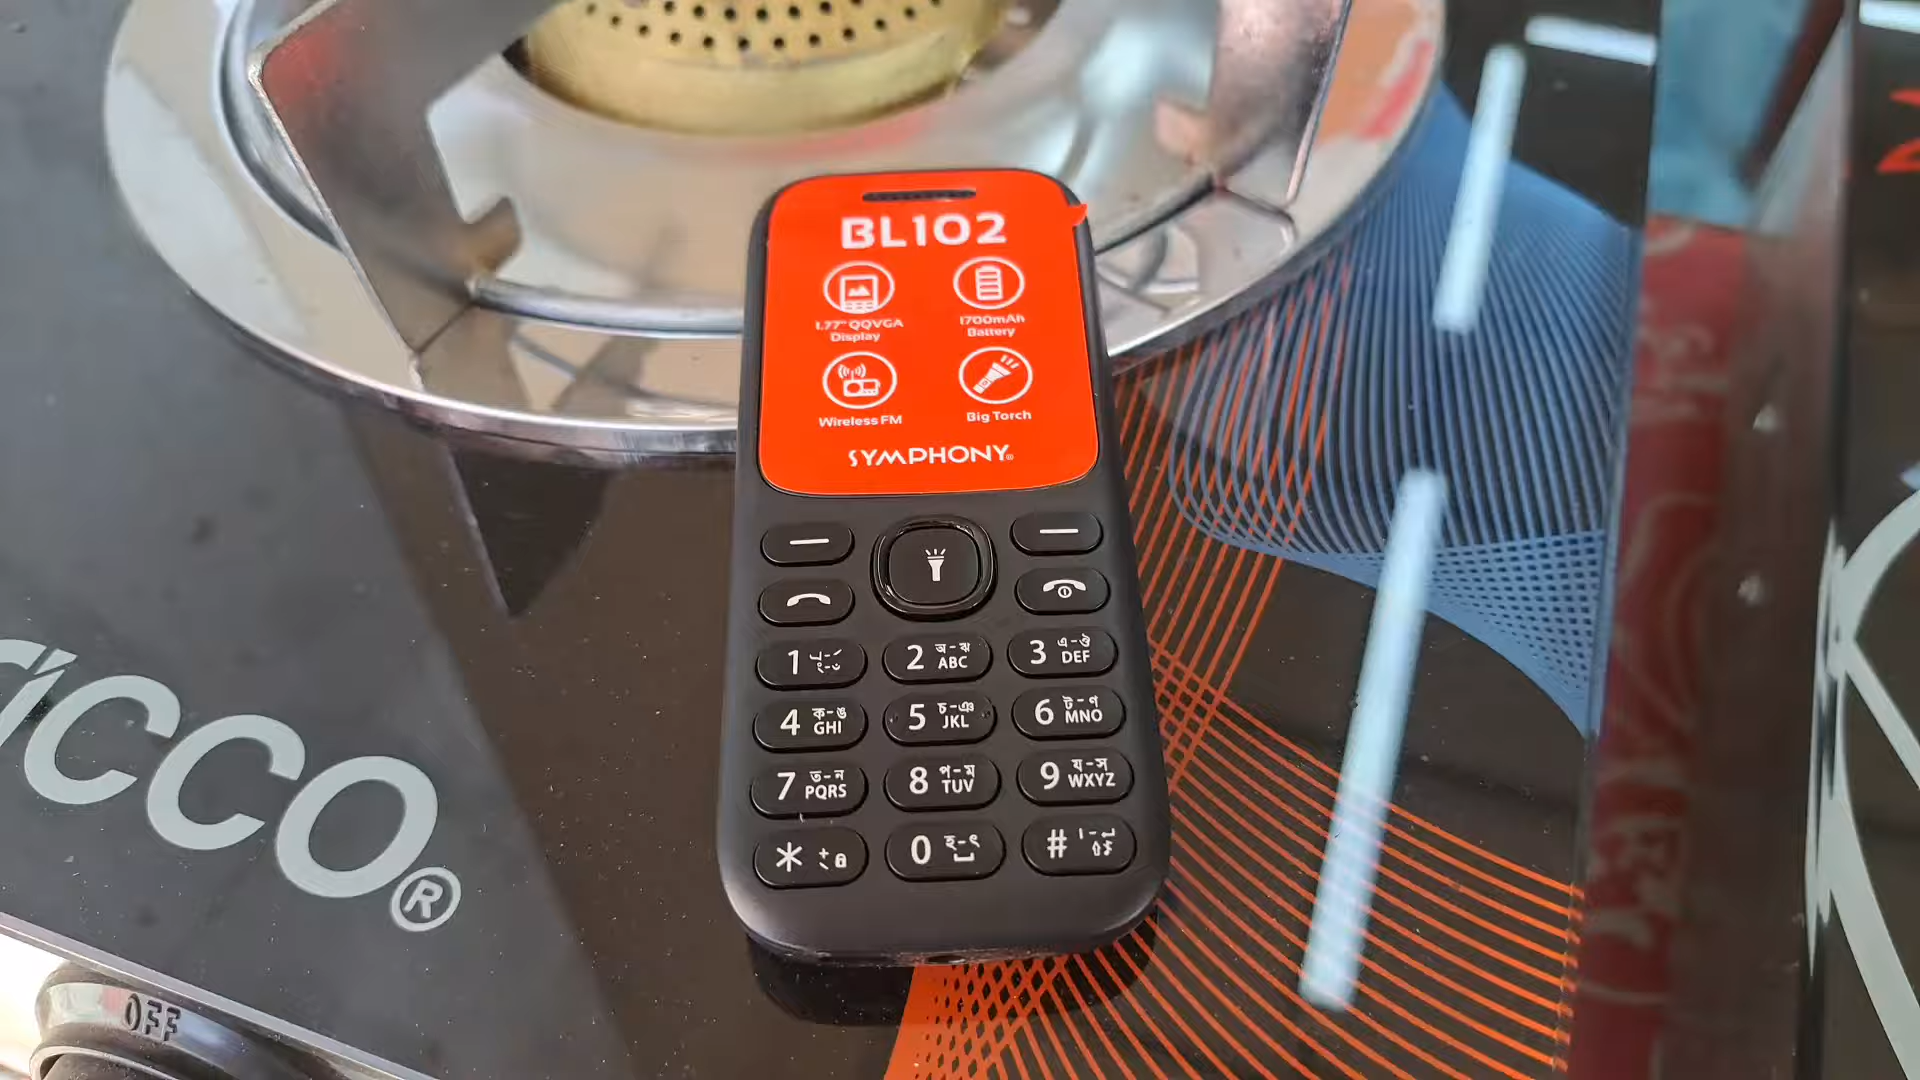 BL102
1.77" QQVGA
Display
1700mAh
Battery
Wireless FM
Big Torch
SYMPHONY®
1
2 অ-ঝ
ABC
3 এ-ঔ
DEF
4 ক-ঙ
GHI
5 চ-ঞ
JKL
6 ট-ণ
MNO
7 ত-ন
PQRS
8 প-ম
TUV
9 য-স
WXYZ
* +
0 হ-ৎ
#
ICCO®
OFF